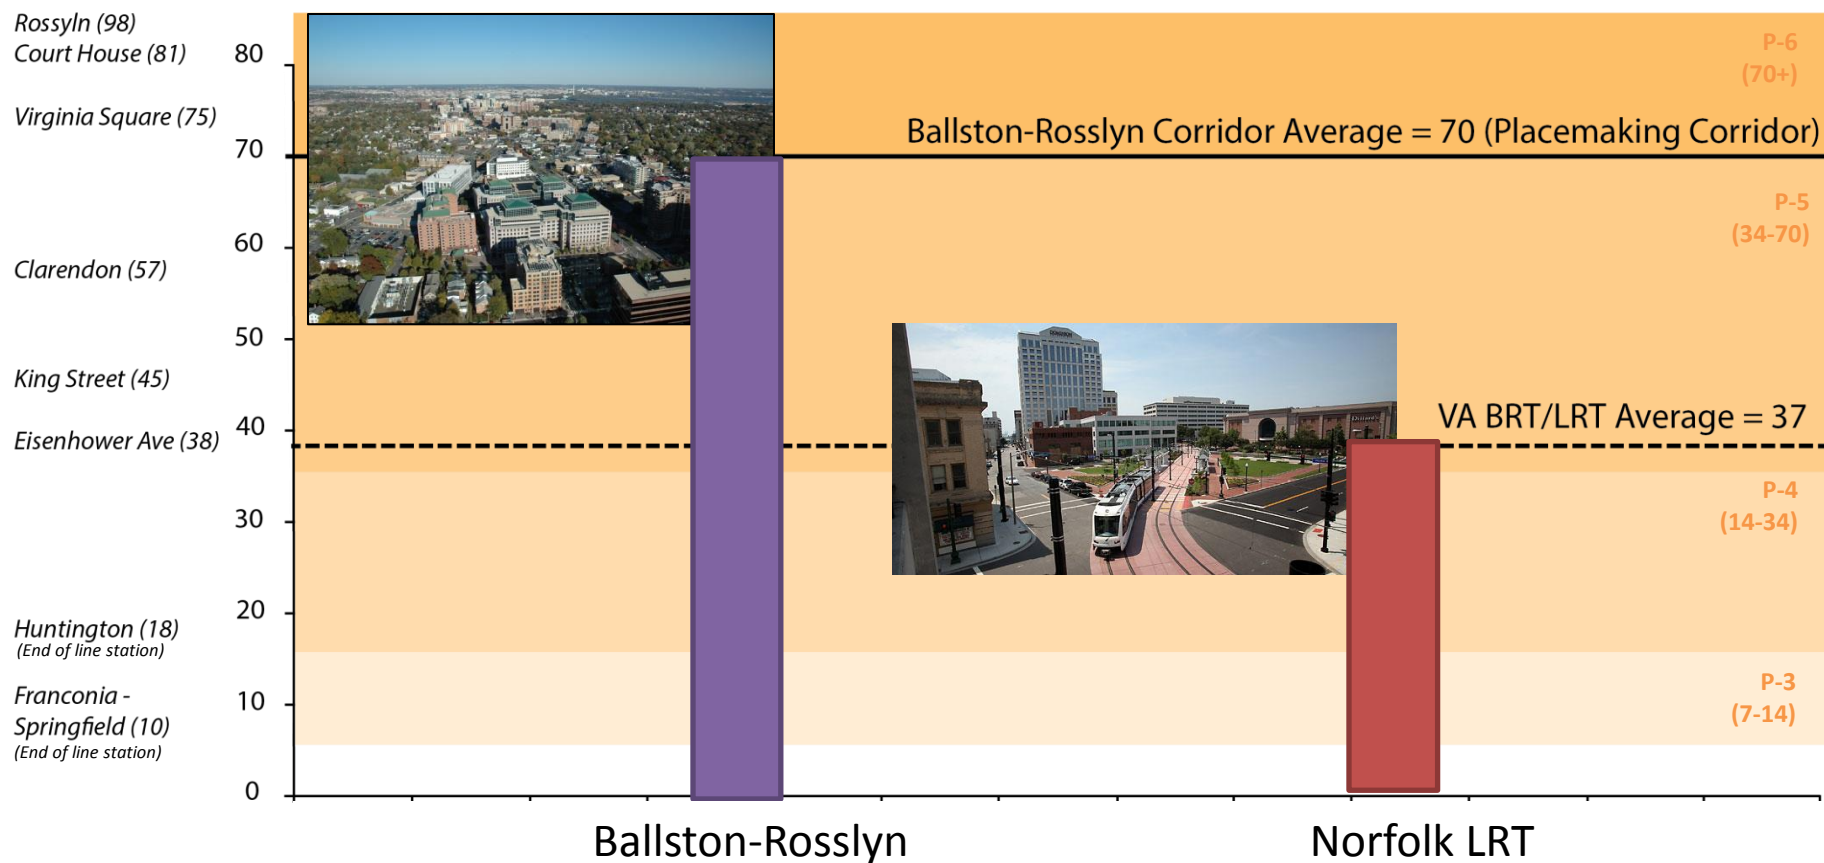 Rossyln (98)
Court House (81)
Virginia Square (75)
Clarendon (57)
King Street (45)
Eisenhower Ave (38)
Huntington (18)
(End of line station)
Franconia -
Springfield (10)
(End of line station)
80
70
60
50
40
30
20
10
0
P-6
(70+)
Ballston-Rosslyn Corridor Average = 70 (Placemaking Corridor)
P-5
(34-70)
VA BRT/LRT Average = 37
P-4
(14-34)
P-3
(7-14)
Ballston-Rosslyn
Norfolk LRT